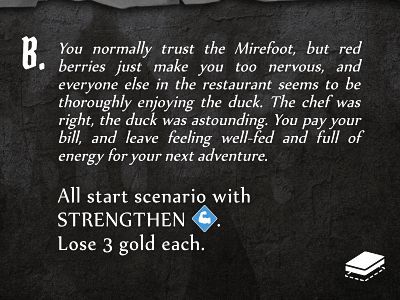 B.
You normally trust the Mirefoot, but red
berries just make you too nervous, and
everyone else in the restaurant seems to be
thoroughly enjoying the duck. The chef was
right, the duck was astounding. You pay your
bill, and leave feeling well-fed and full of
energy for your next adventure.
All start scenario with
STRENGTHEN .
Lose 3 gold each.